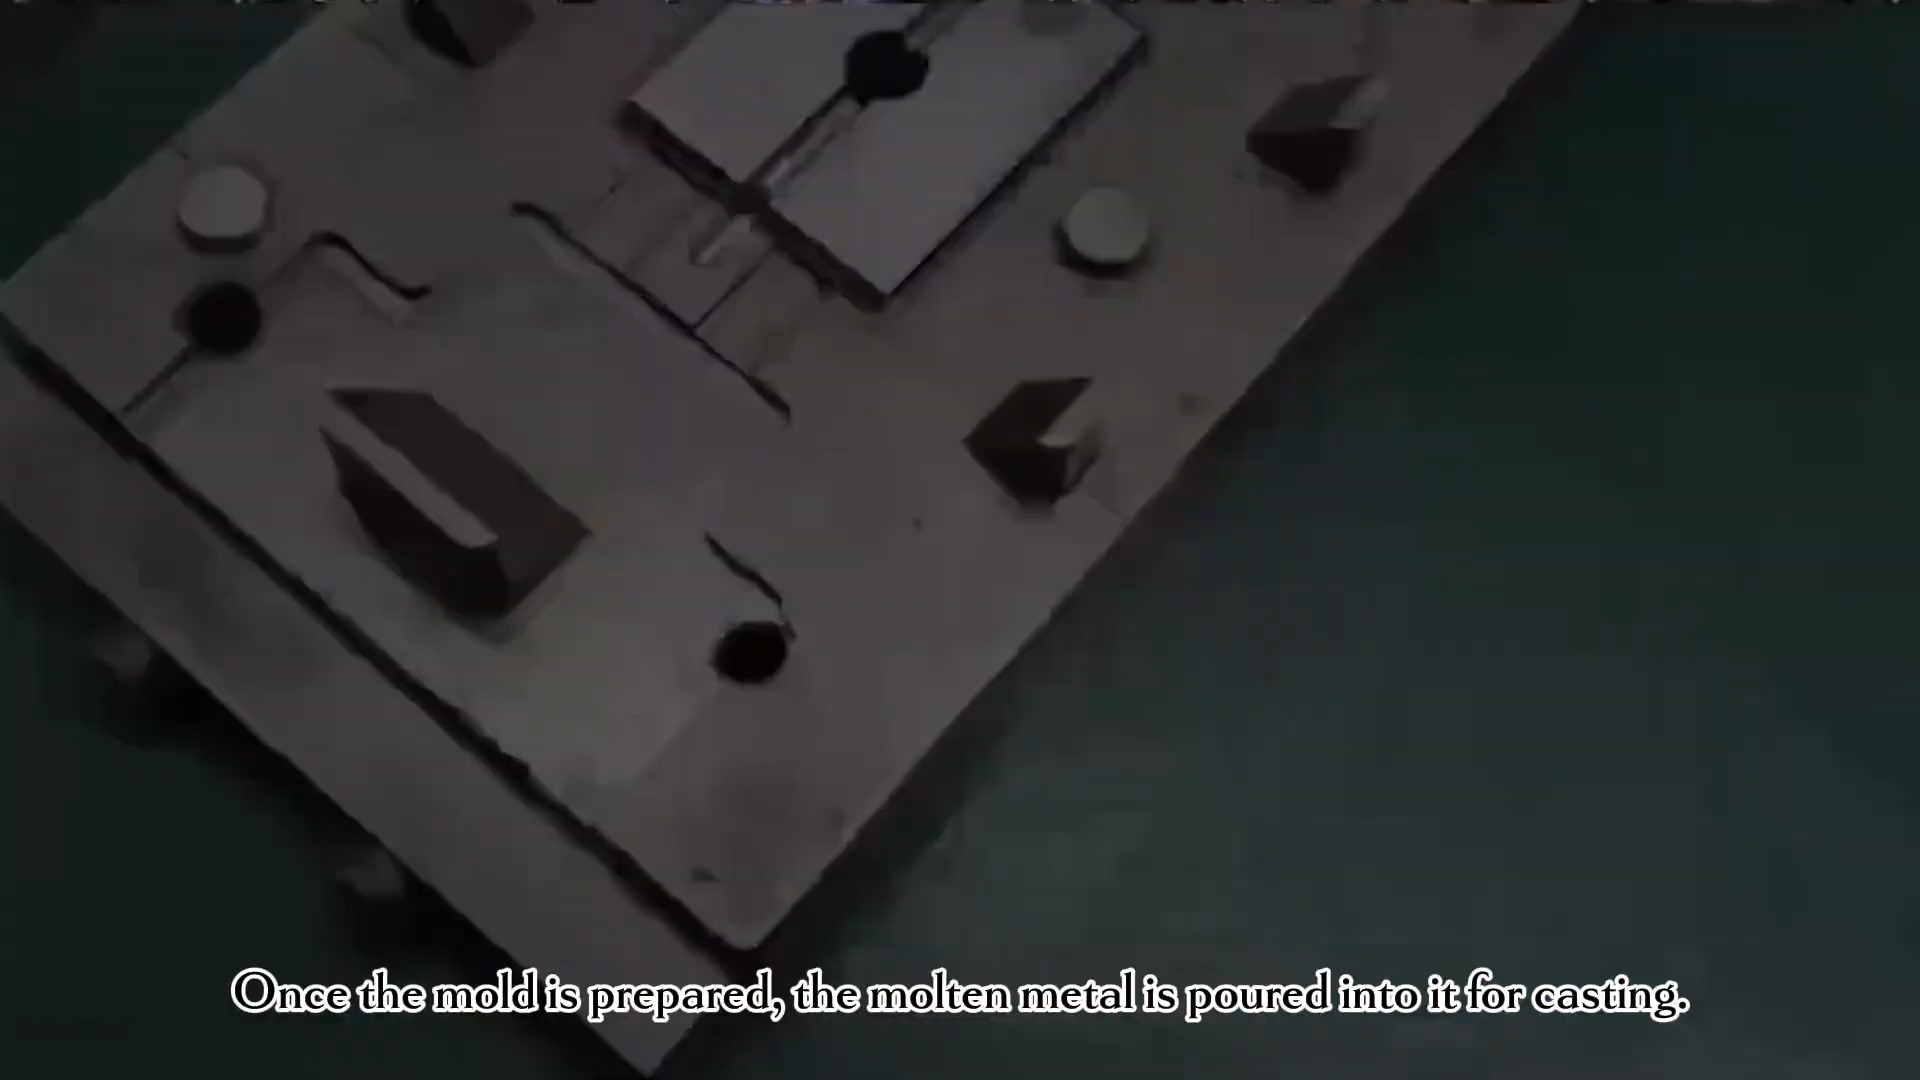 Once the mold is prepared, the molten metal is poured into it for casting.